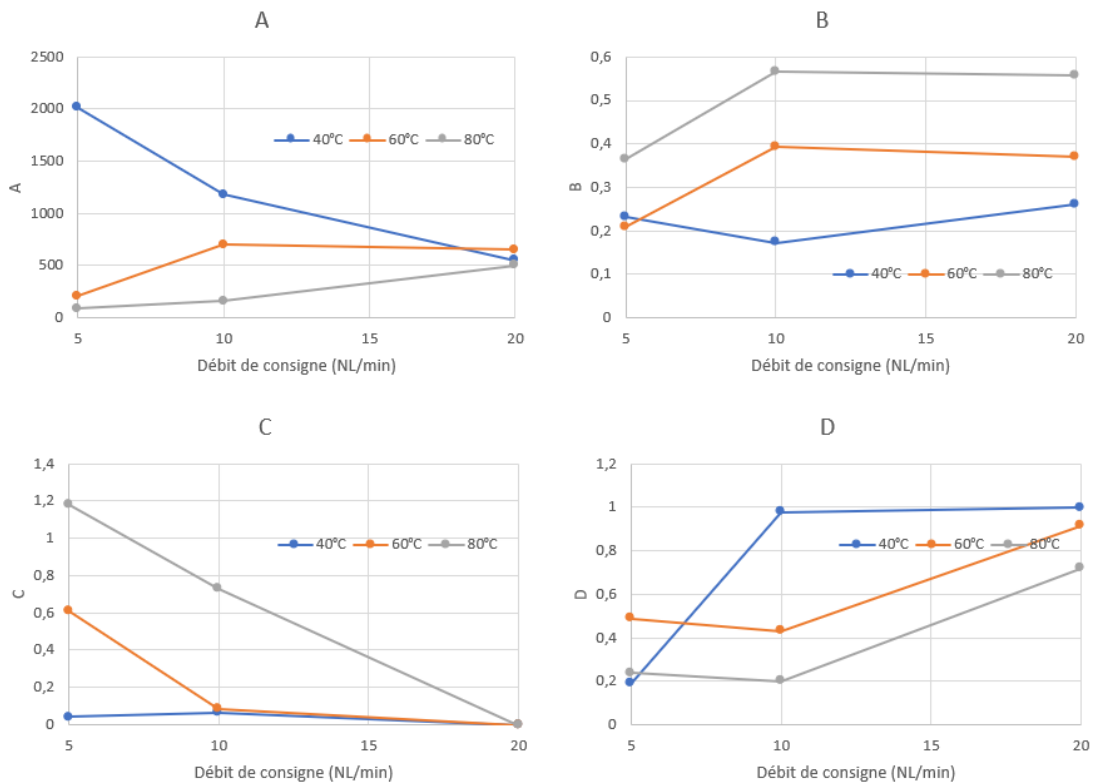 A
2500
2000
1500
1000
500
0
A
40°C 60°C 80°C
5 10 15 20
Débit de consigne (NL/min)
B
0,6
0,5
0,4
0,3
0,2
0,1
0
B
40°C 60°C 80°C
5 10 15 20
Débit de consigne (NL/min)
C
1,4
1,2
1
0,8
0,6
0,4
0,2
0
C
40°C 60°C 80°C
5 10 15 20
Débit de consigne (NL/min)
D
1,2
1
0,8
0,6
0,4
0,2
0
D
40°C 60°C 80°C
5 10 15 20
Débit de consigne (NL/min)